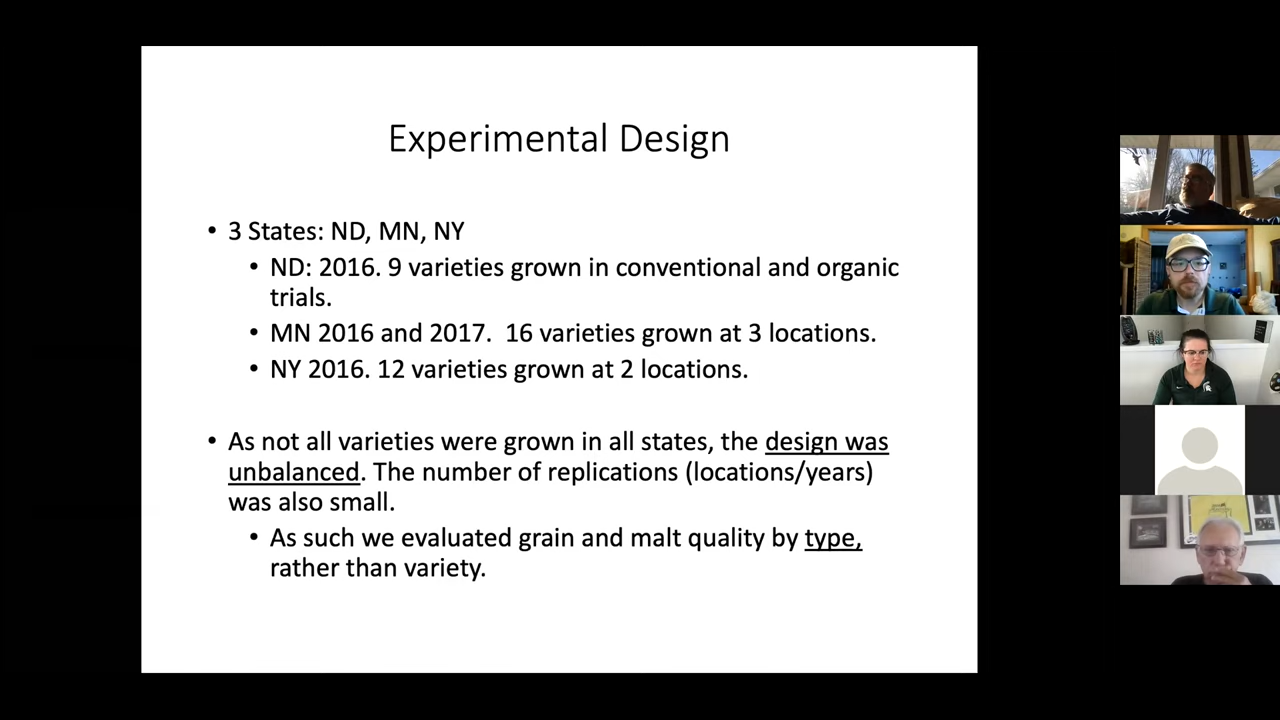 Experimental Design
• 3 States: ND, MN, NY
• ND: 2016. 9 varieties grown in conventional and organic
trials.
• MN 2016 and 2017.  16 varieties grown at 3 locations.
• NY 2016. 12 varieties grown at 2 locations.
• As not all varieties were grown in all states, the design was
unbalanced. The number of replications (locations/years)
was also small.
• As such we evaluated grain and malt quality by type,
rather than variety.